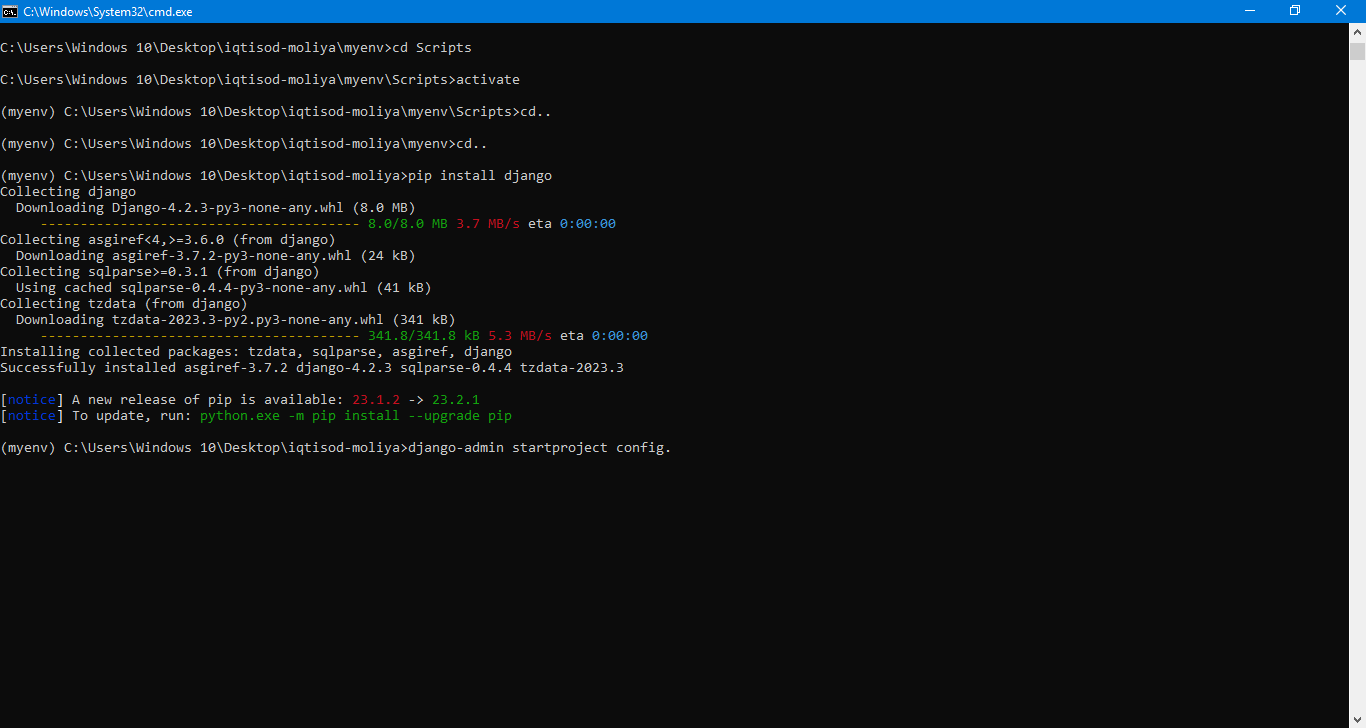 C:\Windows\System32\cmd.exe
C:\Users\Windows 10\Desktop\iqtisod-moliya\myenv>cd Scripts
C:\Users\Windows 10\Desktop\iqtisod-moliya\myenv\Scripts>activate
(myenv) C:\Users\Windows 10\Desktop\iqtisod-moliya\myenv\Scripts>cd..
(myenv) C:\Users\Windows 10\Desktop\iqtisod-moliya\myenv>cd..
(myenv) C:\Users\Windows 10\Desktop\iqtisod-moliya>pip install django
Collecting django
  Downloading Django-4.2.3-py3-none-any.whl (8.0 MB)
     ---------------------------------------- 8.0/8.0 MB 3.7 MB/s eta 0:00:00
Collecting asgiref<4,>=3.6.0 (from django)
  Downloading asgiref-3.7.2-py3-none-any.whl (24 kB)
Collecting sqlparse>=0.3.1 (from django)
  Using cached sqlparse-0.4.4-py3-none-any.whl (41 kB)
Collecting tzdata (from django)
  Downloading tzdata-2023.3-py2.py3-none-any.whl (341 kB)
     ---------------------------------------- 341.8/341.8 kB 5.3 MB/s eta 0:00:00
Installing collected packages: tzdata, sqlparse, asgiref, django
Successfully installed asgiref-3.7.2 django-4.2.3 sqlparse-0.4.4 tzdata-2023.3
[notice] A new release of pip is available: 23.1.2 -> 23.2.1
[notice] To update, run: python.exe -m pip install --upgrade pip
(myenv) C:\Users\Windows 10\Desktop\iqtisod-moliya>django-admin startproject config.